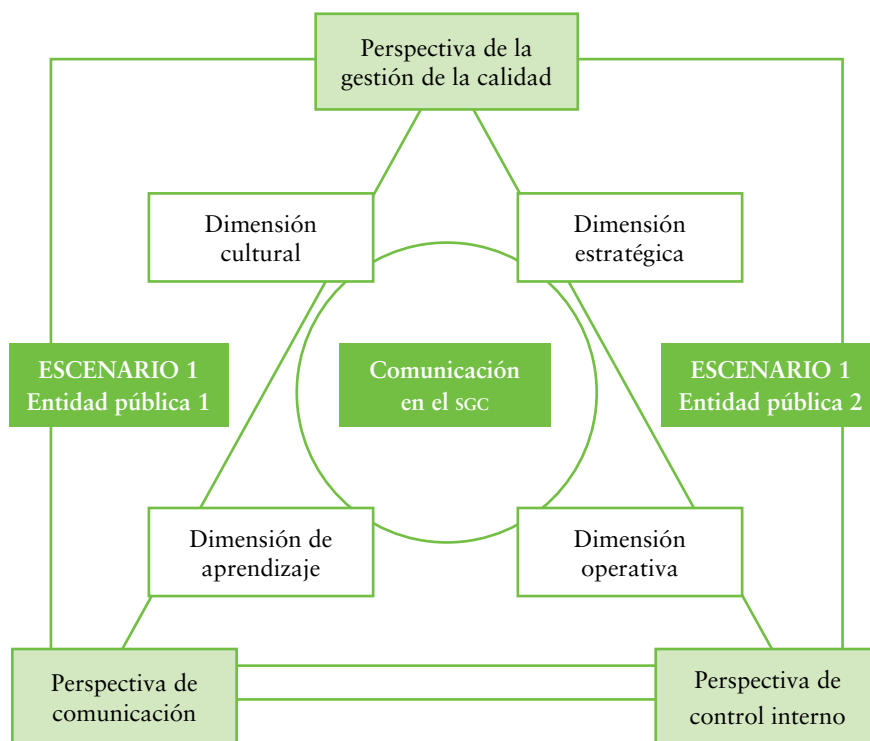 Perspectiva de la
gestión de la calidad
Dimensión
cultural
Dimensión
estratégica
ESCENARIO 1
Entidad pública 1
Comunicación
en el SGC
ESCENARIO 1
Entidad pública 2
Dimensión de
aprendizaje
Dimensión
operativa
Perspectiva de
comunicación
Perspectiva de
control interno